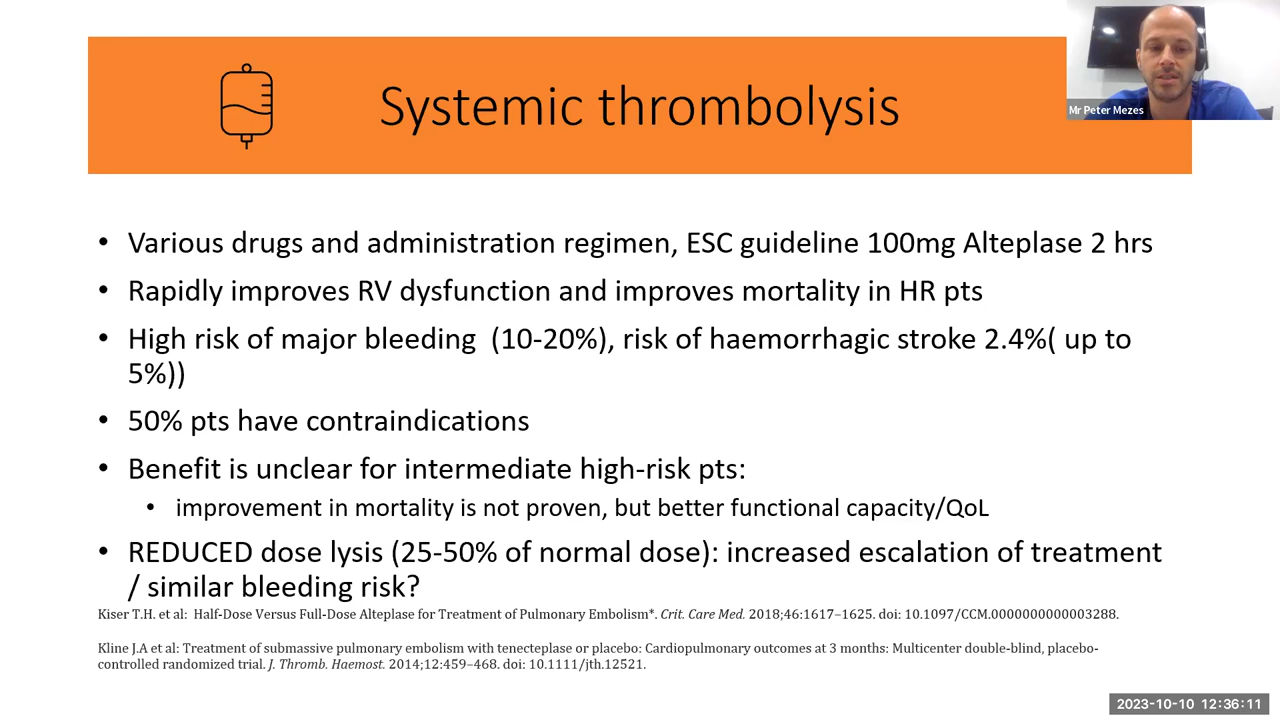 Systemic thrombolysis
Mr Peter Mezes
• Various drugs and administration regimen, ESC guideline 100mg Alteplase 2 hrs
• Rapidly improves RV dysfunction and improves mortality in HR pts
• High risk of major bleeding  (10-20%), risk of haemorrhagic stroke 2.4%( up to
5%))
• 50% pts have contraindications
• Benefit is unclear for intermediate high-risk pts:
• improvement in mortality is not proven, but better functional capacity/QoL
• REDUCED dose lysis (25-50% of normal dose): increased escalation of treatment
/ similar bleeding risk?
Kiser T.H. et al:  Half-Dose Versus Full-Dose Alteplase for Treatment of Pulmonary Embolism*. Crit. Care Med. 2018;46:1617–1625. doi: 10.1097/CCM.0000000000003288.
Kline J.A et al: Treatment of submassive pulmonary embolism with tenecteplase or placebo: Cardiopulmonary outcomes at 3 months: Multicenter double-blind, placebo-
controlled randomized trial. J. Thromb. Haemost. 2014;12:459–468. doi: 10.1111/jth.12521.
2023-10-10 12:36:11